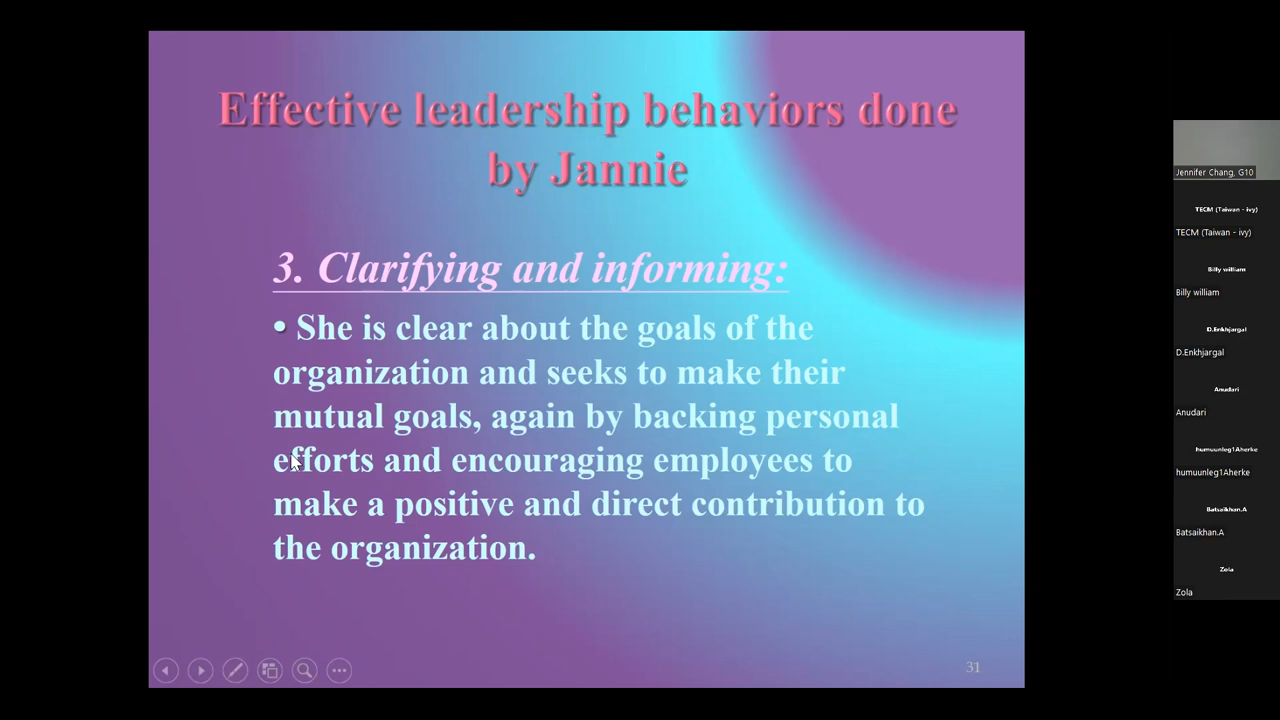 Effective leadership behaviors done
by Jannie
3. Clarifying and informing:
• She is clear about the goals of the
organization and seeks to make their
mutual goals, again by backing personal
efforts and encouraging employees to
make a positive and direct contribution to
the organization.
31
Jennifer Chang, G10
TECM (Taiwan - ivy)
TECM (Taiwan - ivy)
Billy william
Billy william
D.Enkhjargal
D.Enkhjargal
Anudari
Anudari
humuunleg1Aherke
humuunleg1Aherke
Batsaikhan.A
Batsaikhan.A
Zola
Zola